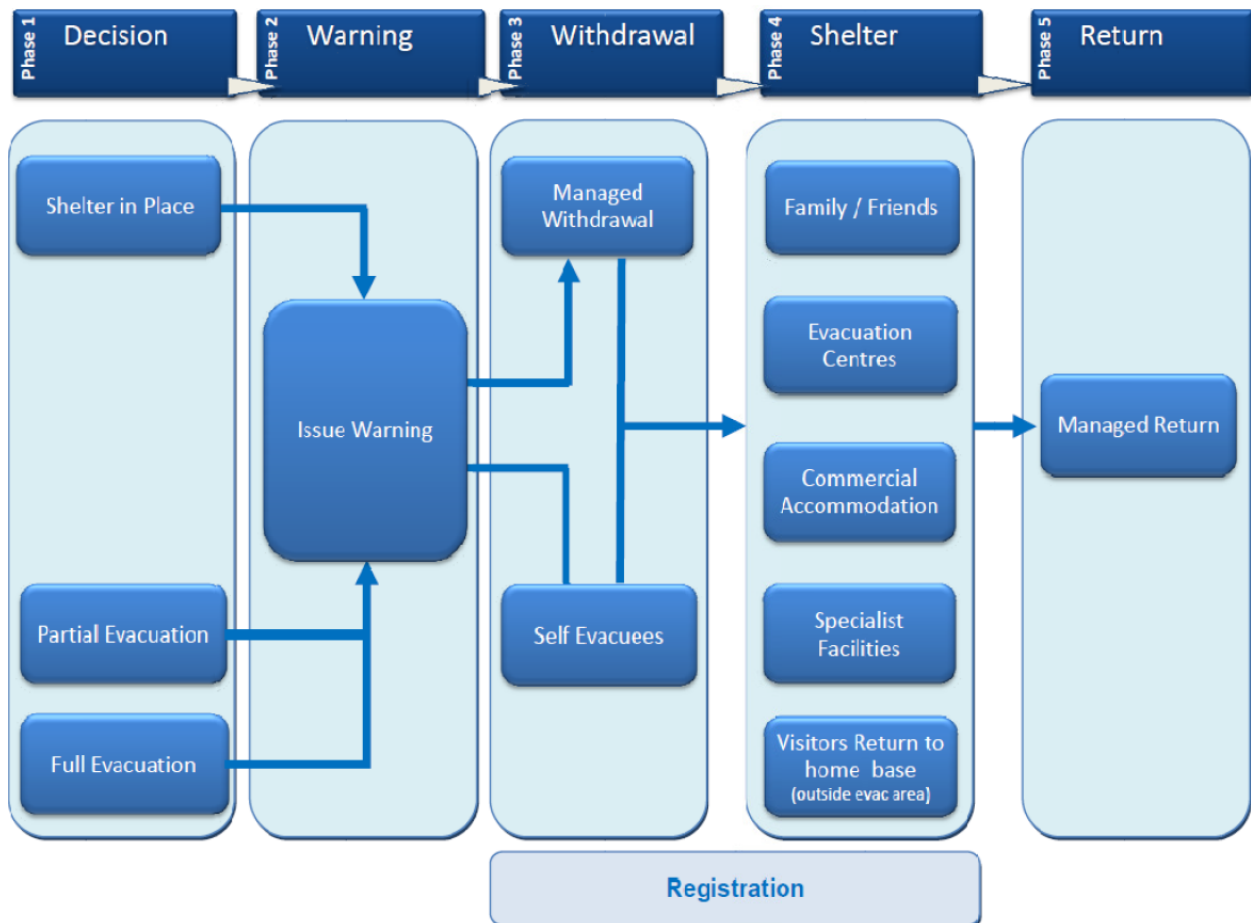 Phase 1
Decision
Phase 2
Warning
Phase 3
Withdrawal
Phase 4
Shelter
Phase 5
Return
Shelter in Place
Partial Evacuation
Full Evacuation
Issue Warning
Managed
Withdrawal
Self Evacuees
Family / Friends
Evacuation
Centres
Commercial
Accommodation
Specialist
Facilities
Visitors Return to
home base
(outside evac area)
Managed Return
Registration